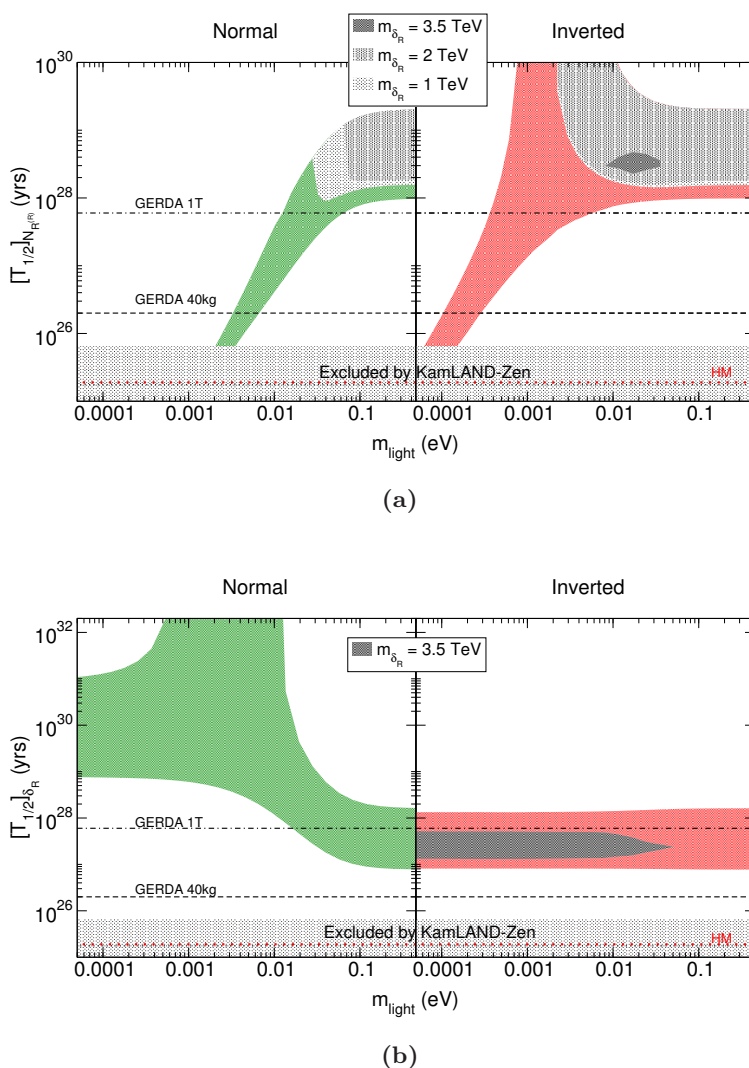 Normal
Inverted
m_{δ_R} = 3.5 TeV
m_{δ_R} = 2 TeV
m_{δ_R} = 1 TeV
10^{30}
10^{28}
10^{26}
[T_{1/2}]_{N_R^{(R)}} (yrs)
GERDA 1T
GERDA 40kg
Excluded by KamLAND-Zen
HM
0.0001 0.001 0.01 0.1 0.0001 0.001 0.01 0.1
m_{light} (eV)
(a)
Normal
Inverted
m_{δ_R} = 3.5 TeV
10^{32}
10^{30}
10^{28}
10^{26}
[T_{1/2}]_{δ_R} (yrs)
GERDA 1T
GERDA 40kg
Excluded by KamLAND-Zen
HM
0.0001 0.001 0.01 0.1 0.0001 0.001 0.01 0.1
m_{light} (eV)
(b)